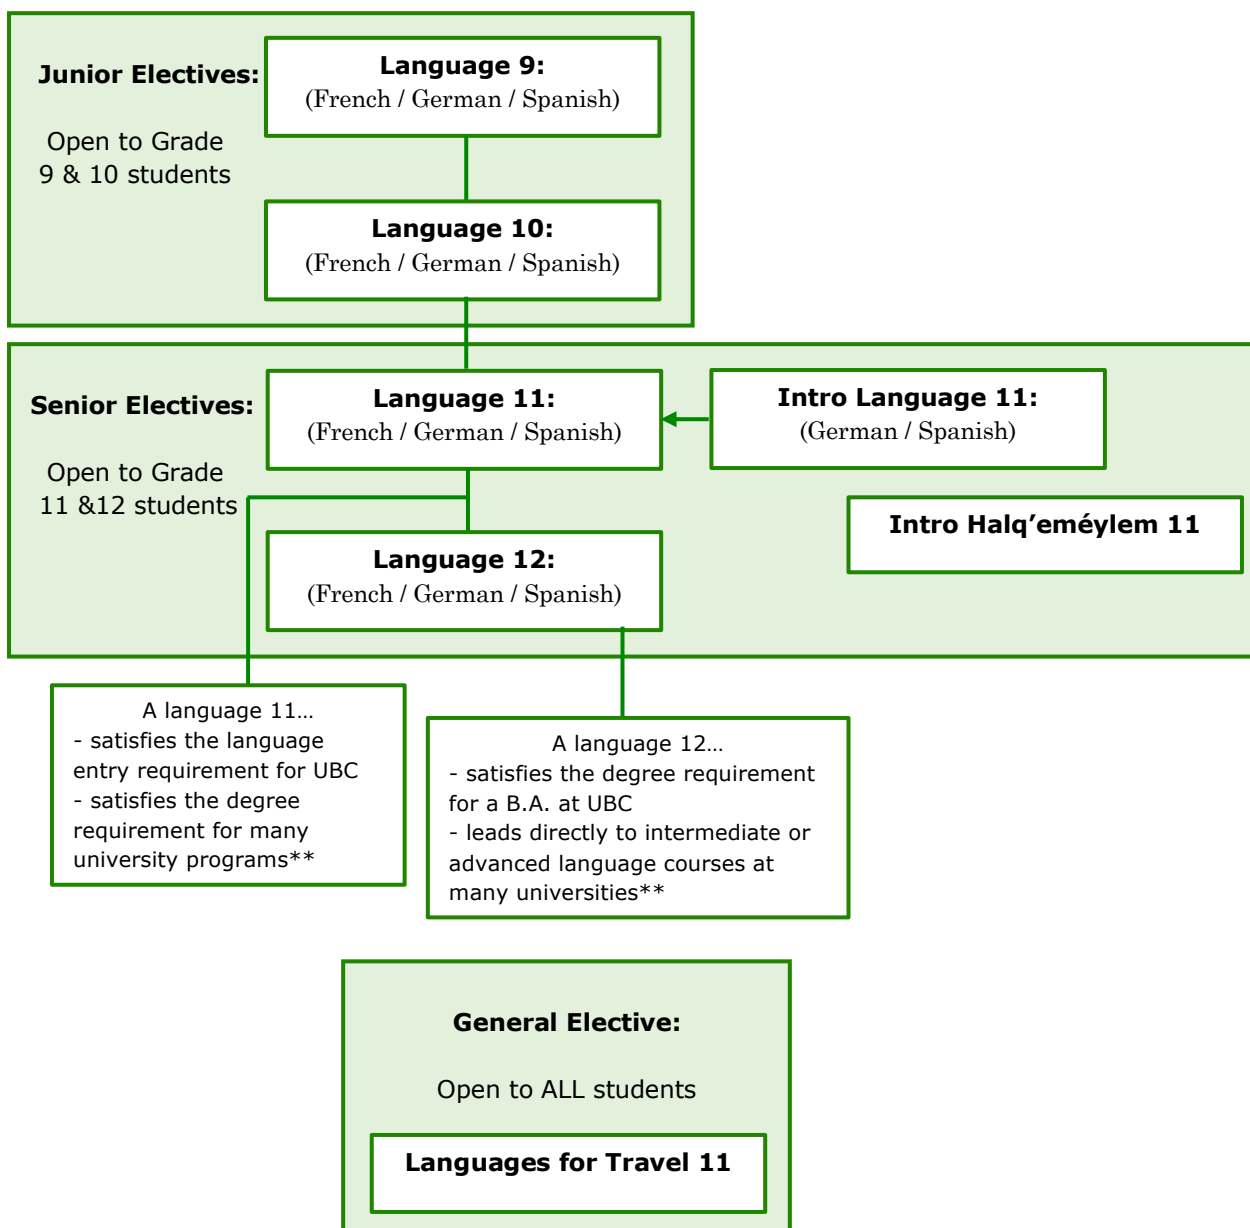 Junior Electives:
Open to Grade
9 & 10 students
Language 9:
(French / German / Spanish)
Language 10:
(French / German / Spanish)
Senior Electives:
Open to Grade
11 &12 students
Language 11:
(French / German / Spanish)
Intro Language 11:
(German / Spanish)
Intro Halq’eméylem 11
Language 12:
(French / German / Spanish)
A language 11…
- satisfies the language
entry requirement for UBC
- satisfies the degree
requirement for many
university programs**
A language 12…
- satisfies the degree requirement
for a B.A. at UBC
- leads directly to intermediate or
advanced language courses at
many universities**
General Elective:
Open to ALL students
Languages for Travel 11